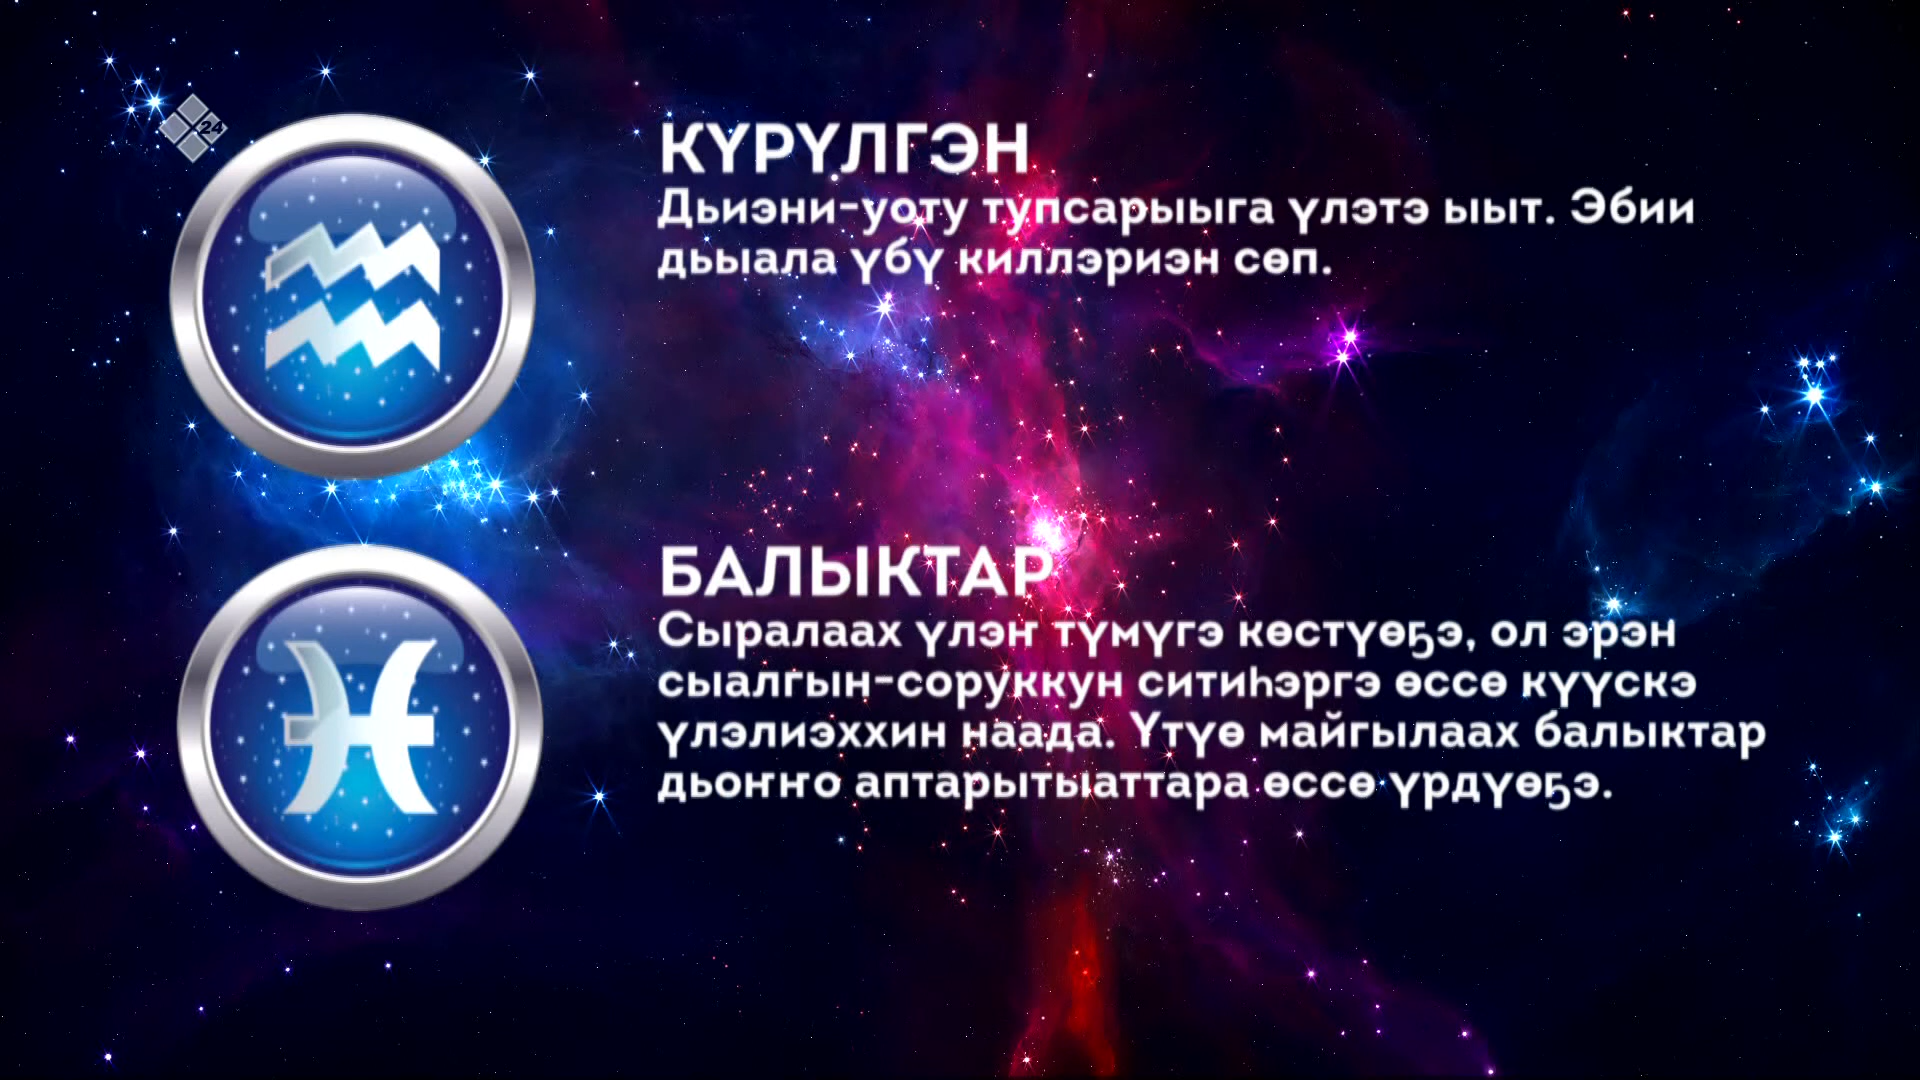 24
КҮРҮЛГЭН
Дьиэни-уоту тупсарыыга үлэтэ ыыт. Эбии
дьыала үбү киллэриэн сөп.
БАЛЫКТАР
Сыралаах үлэҥ түмүгэ көстүөҕэ, ол эрэн
сыалгын-соруккун ситиһэргэ өссө күүскэ
үлэлиэххин наада. Үтүө майгылаах балыктар
дьоҥҥо аптарытыаттара өссө үрдүөҕэ.